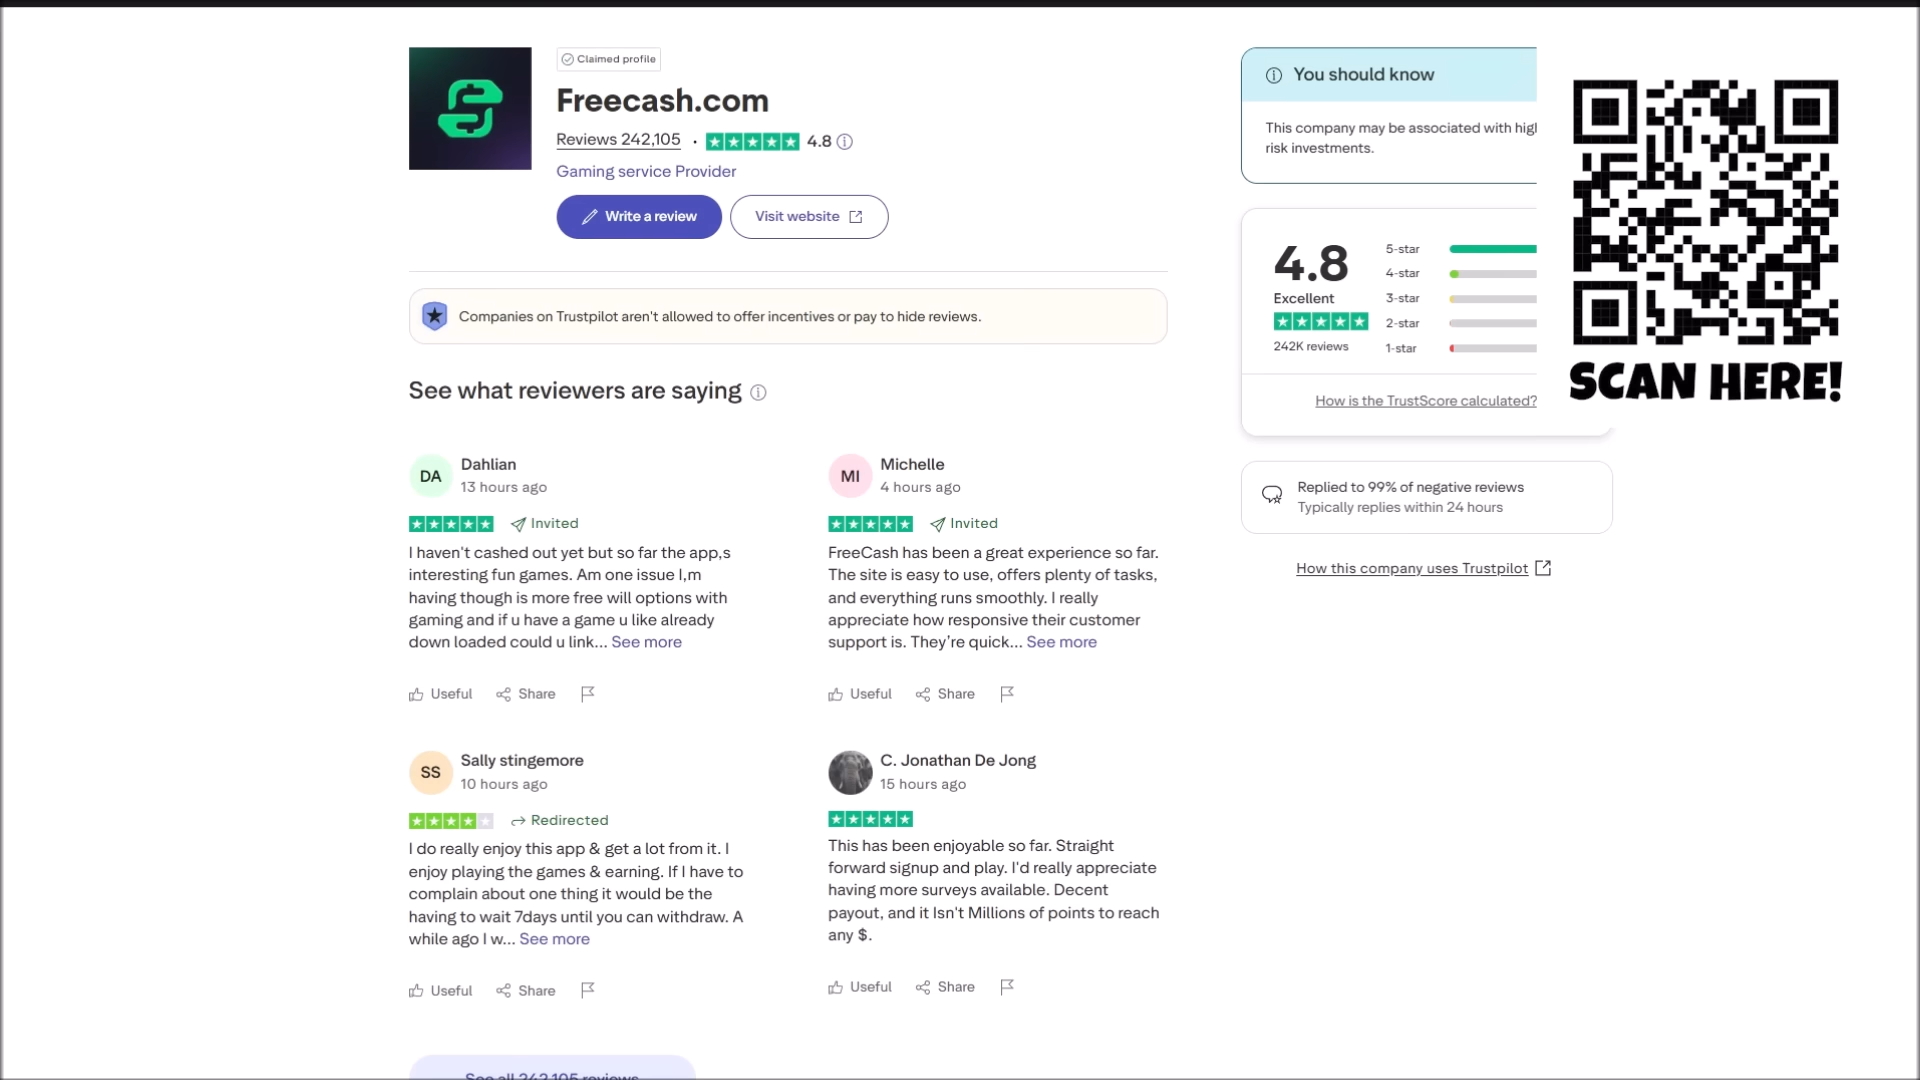 Claimed profile
Freecash.com
Reviews 242,105 · 4.8
Gaming service Provider
Write a review
Visit website
Companies on Trustpilot aren't allowed to offer incentives or pay to hide reviews.
See what reviewers are saying
DA
Dahlian
13 hours ago
Invited
I haven't cashed out yet but so far the app,s
interesting fun games. Am one issue I,m
having though is more free will options with
gaming and if u have a game u like already
down loaded could u link... See more
Useful
Share
MI
Michelle
4 hours ago
Invited
FreeCash has been a great experience so far.
The site is easy to use, offers plenty of tasks,
and everything runs smoothly. I really
appreciate how responsive their customer
support is. They’re quick... See more
Useful
Share
SS
Sally stingemore
10 hours ago
Redirected
I do really enjoy this app & get a lot from it. I
enjoy playing the games & earning. If I have to
complain about one thing it would be the
having to wait 7days until you can withdraw. A
while ago I w... See more
Useful
Share
C. Jonathan De Jong
15 hours ago
This has been enjoyable so far. Straight
forward signup and play. I'd really appreciate
having more surveys available. Decent
payout, and it Isn't Millions of points to reach
any $.
Useful
Share
See all 242,105 reviews
You should know
This company may be associated with
risk investments.
4.8
Excellent
242K reviews
5-star
4-star
3-star
2-star
1-star
How is the TrustScore calculated?
Replied to 99% of negative reviews
Typically replies within 24 hours
How this company uses Trustpilot
SCAN HERE!